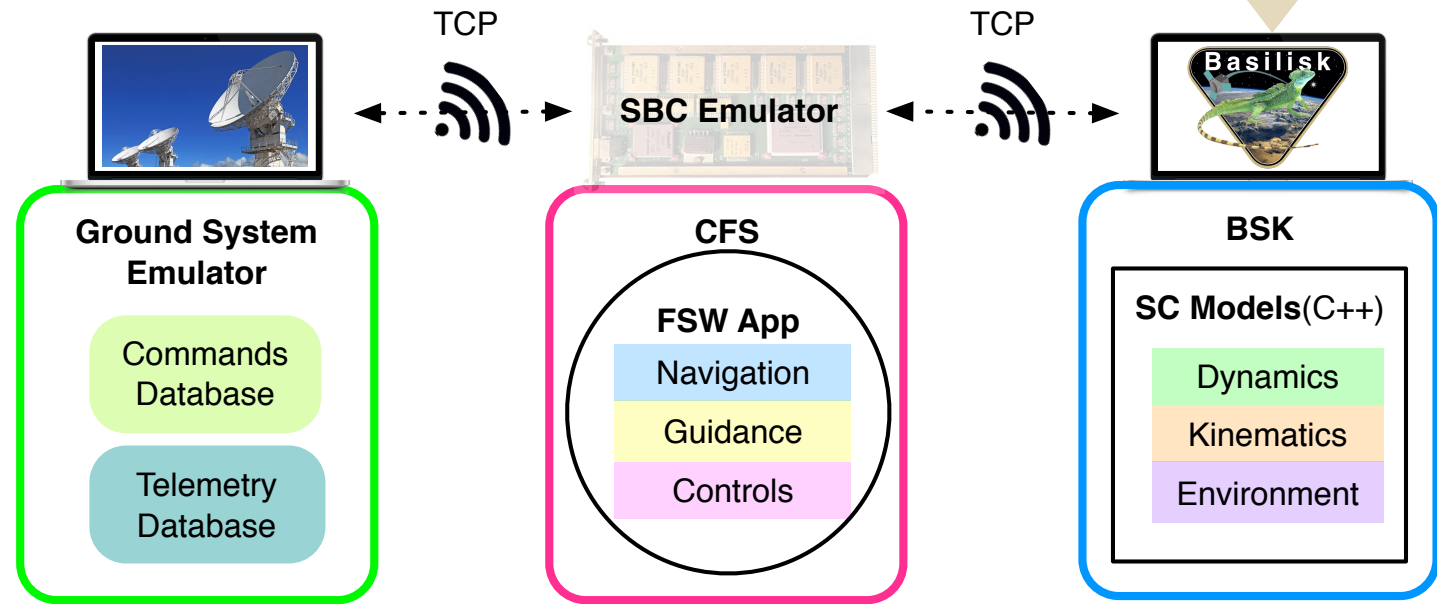 TCP
TCP
SBC Emulator
Basilisk
Ground System
Emulator
Commands
Database
Telemetry
Database
CFS
FSW App
Navigation
Guidance
Controls
BSK
SC Models(C++)
Dynamics
Kinematics
Environment